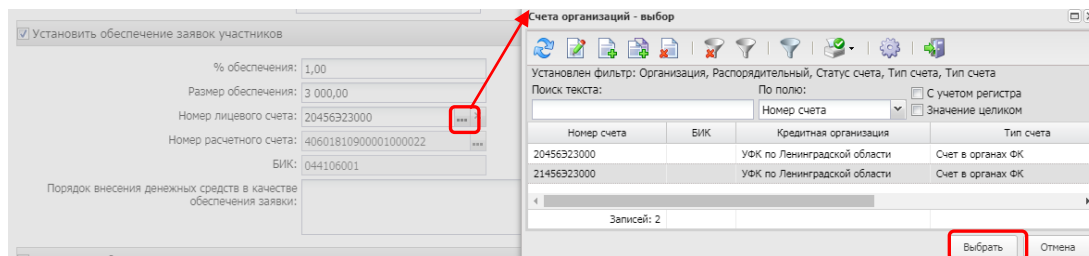 Установить обеспечение заявок участников
% обеспечения: 1,00
Размер обеспечения: 3 000,00
Номер лицевого счета: 20456Э23000
Номер расчетного счета: 40601810900001000022
БИК: 044106001
Порядок внесения денежных средств в качестве
обеспечения заявки:
Счета организаций - выбор
Установлен фильтр: Организация, Распорядительный, Статус счета, Тип счета, Тип счета
Поиск текста:
По полю:
С учетом регистра
Номер счета
Значение целиком
Номер счета БИК Кредитная организация Тип счета
20456Э23000 УФК по Ленинградской области Счет в органах ФК
21456Э23000 УФК по Ленинградской области Счет в органах ФК
Записей: 2
Выбрать Отмена